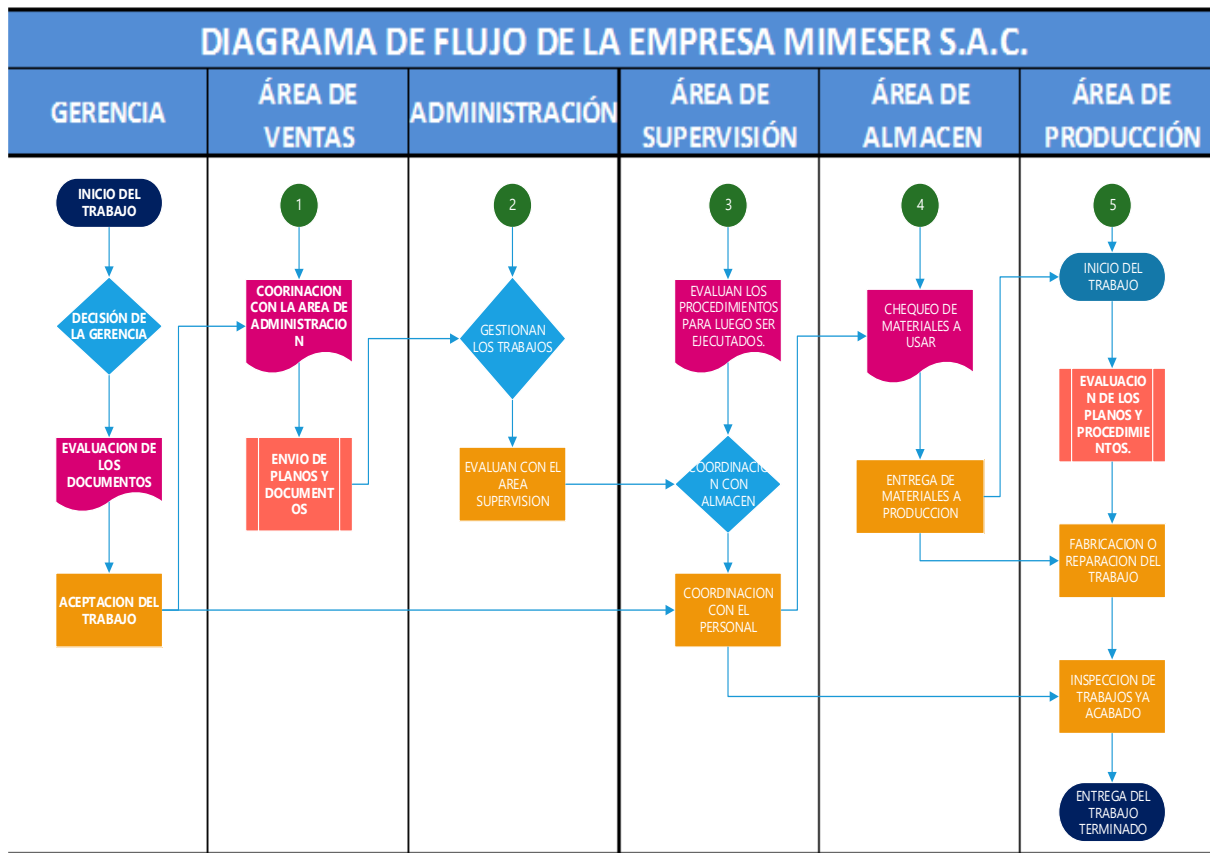 DIAGRAMA DE FLUJO DE LA EMPRESA MIMESER S.A.C.
GERENCIA
ÁREA DE
VENTAS
ADMINISTRACIÓN
ÁREA DE
SUPERVISIÓN
ÁREA DE
ALMACEN
ÁREA DE
PRODUCCIÓN
INICIO DEL
TRABAJO
DECISIÓN DE
LA GERENCIA
EVALUACION DE
LOS
DOCUMENTOS
ACEPTACION DEL
TRABAJO
1
COORINACION
CON LA AREA DE
ADMINISTRACIO
N
ENVIO DE
PLANOS Y
DOCUMENT
OS
2
GESTIONAN
LOS TRABAJOS
EVALUAN CON EL
AREA
SUPERVISION
3
EVALUAN LOS
PROCEDIMIENTOS
PARA LUEGO SER
EJECUTADOS.
COORDINACIO
N CON
ALMACEN
COORDINACION
CON EL
PERSONAL
4
CHEQUEO DE
MATERIALES A
USAR
ENTREGA DE
MATERIALES A
PRODUCCION
5
INICIO DEL
TRABAJO
EVALUACIO
N DE LOS
PLANOS Y
PROCEDIMIE
NTOS.
FABRICACION O
REPARACION DEL
TRABAJO
INSPECCION DE
TRABAJOS YA
ACABADO
ENTREGA DEL
TRABAJO
TERMINADO